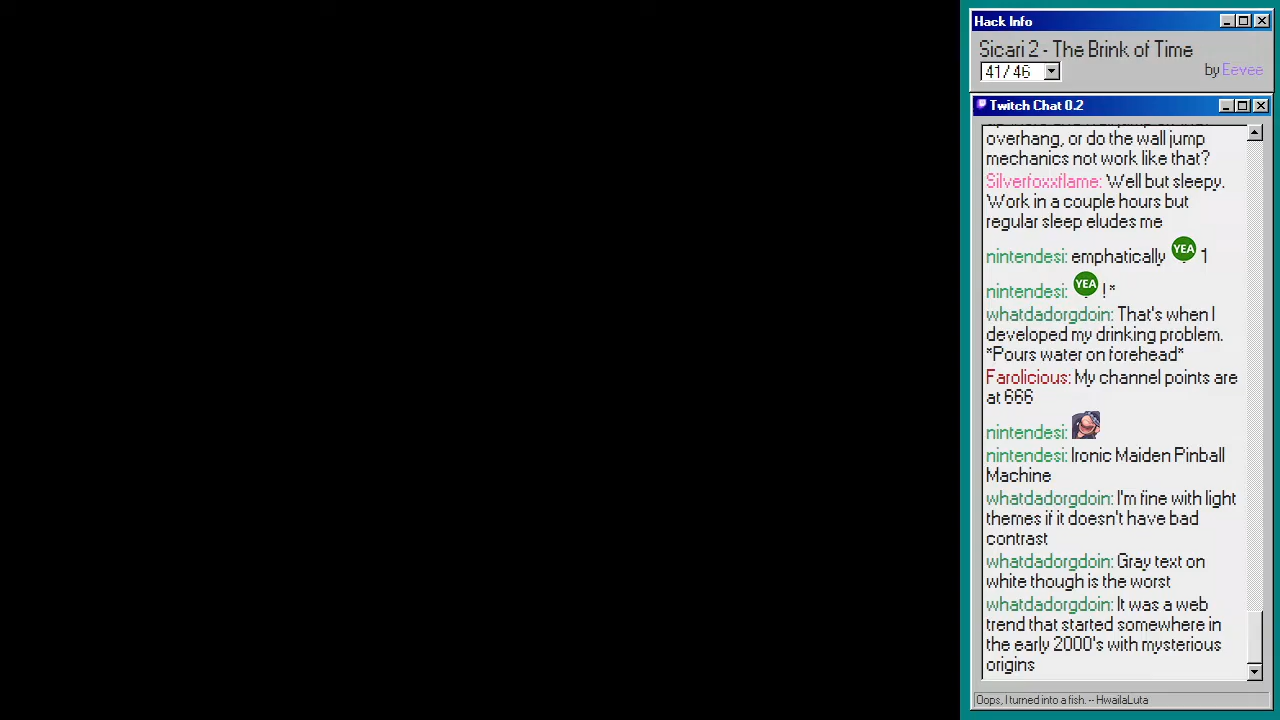 Hack Info
Sicari 2 - The Brink of Time
41/ 46
by Eevee
Twitch Chat 0.2
overhang, or do the wall jump
mechanics not work like that?
Silverfoxxflame: Well but sleepy.
Work in a couple hours but
regular sleep eludes me
nintendesi: emphatically YEA 1
nintendesi: YEA !*
whatdadorgdoin: That's when I
developed my drinking problem.
*Pours water on forehead*
Farolicious: My channel points are
at 666
nintendesi:
nintendesi: Ironic Maiden Pinball
Machine
whatdadorgdoin: I'm fine with light
themes if it doesn't have bad
contrast
whatdadorgdoin: Gray text on
white though is the worst
whatdadorgdoin: It was a web
trend that started somewhere in
the early 2000's with mysterious
origins
Oops, I turned into a fish. -- HwailaLuta